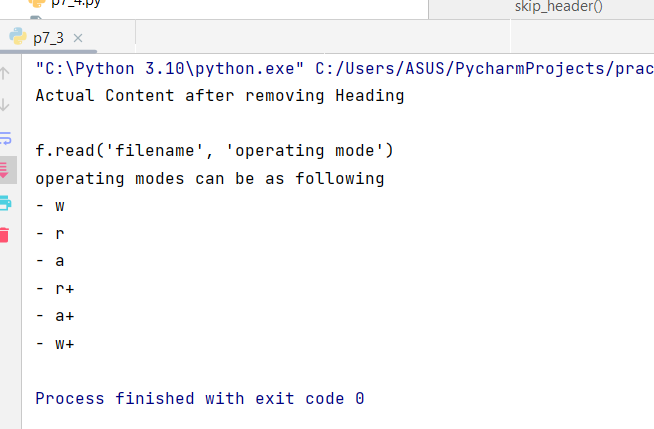 p7_4.py
skip_header()
p7_3
"C:\Python 3.10\python.exe" C:/Users/ASUS/PycharmProjects/prac
Actual Content after removing Heading
f.read('filename', 'operating mode')
operating modes can be as following
- w
- r
- a
- r+
- a+
- w+
Process finished with exit code 0